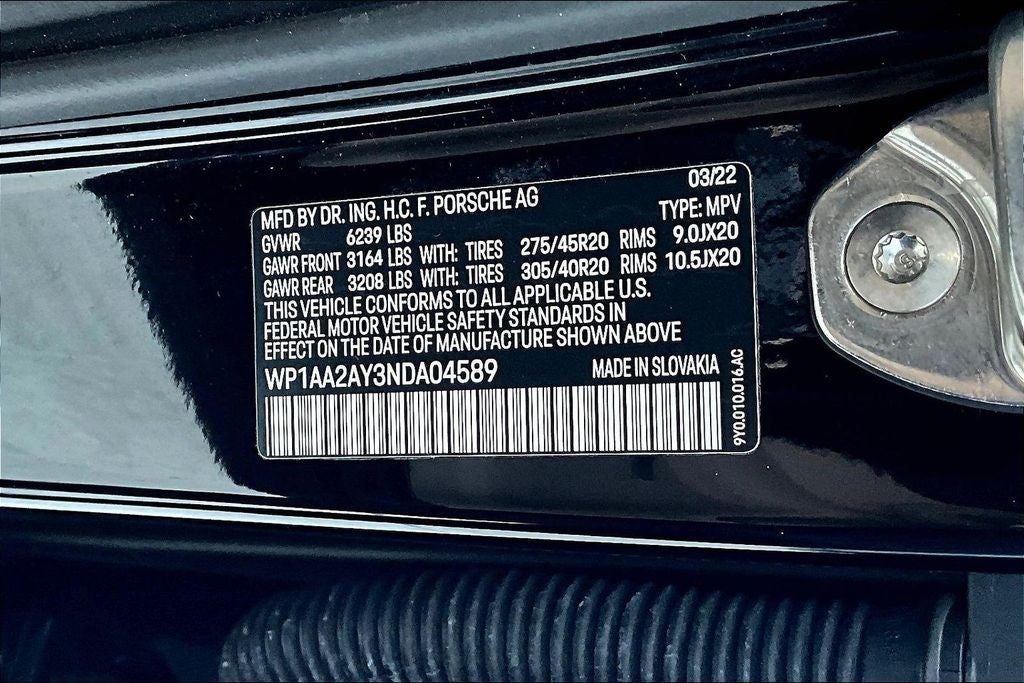 MFD BY DR. ING. H.C. F. PORSCHE AG 03/22
GVWR 6239 LBS TYPE: MPV
GAWR FRONT 3164 LBS WITH: TIRES 275/45R20 RIMS 9.0JX20
GAWR REAR 3208 LBS WITH: TIRES 305/40R20 RIMS 10.5JX20
THIS VEHICLE CONFORMS TO ALL APPLICABLE U.S.
FEDERAL MOTOR VEHICLE SAFETY STANDARDS IN
EFFECT ON THE DATE OF MANUFACTURE SHOWN ABOVE
WP1AA2AY3NDA04589 MADE IN SLOVAKIA
9Y0.010.016.AC